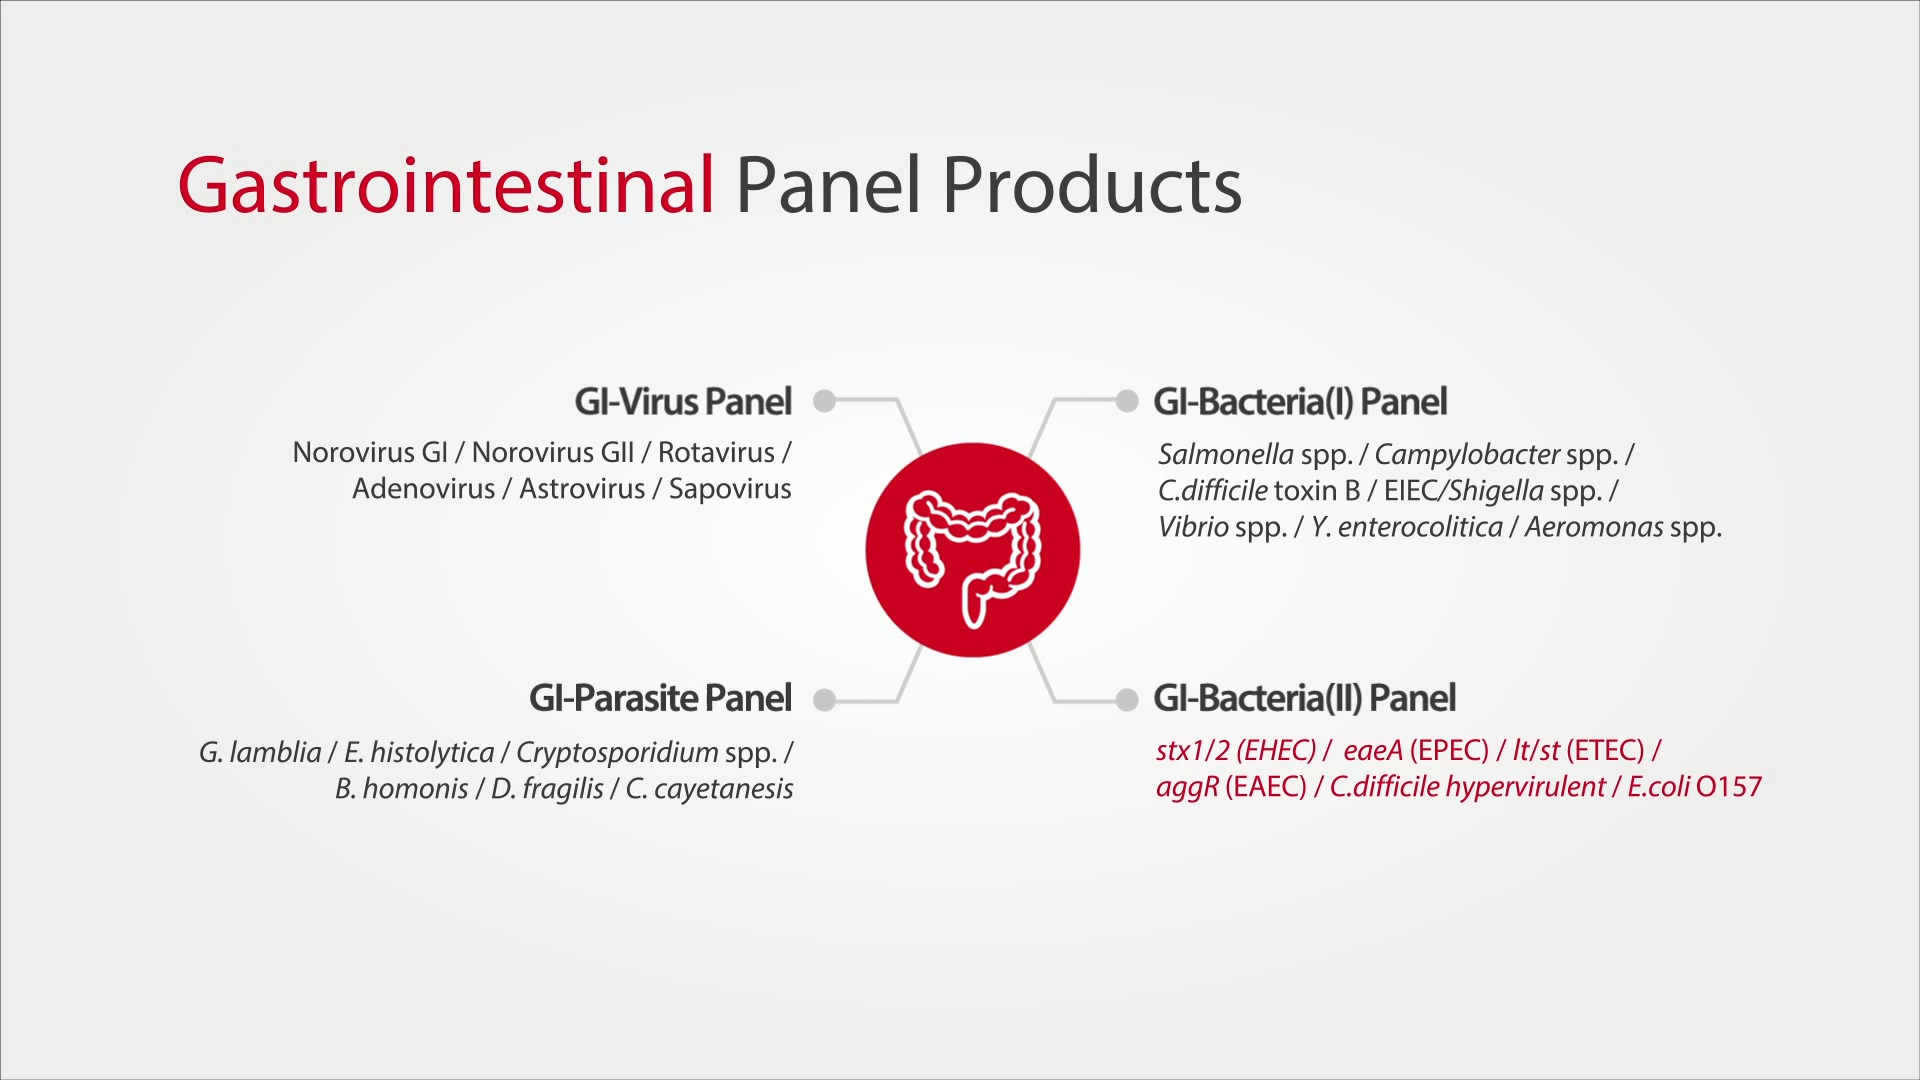 Gastrointestinal Panel Products
GI-Virus Panel
Norovirus GI / Norovirus GII / Rotavirus /
Adenovirus / Astrovirus / Sapovirus
GI-Bacteria(I) Panel
Salmonella spp. / Campylobacter spp. /
C.difficile toxin B / EIEC/Shigella spp. /
Vibrio spp. / Y. enterocolitica / Aeromonas spp.
GI-Parasite Panel
G. lamblia / E. histolytica / Cryptosporidium spp. /
B. homonis / D. fragilis / C. cayetanesis
GI-Bacteria(II) Panel
stx1/2 (EHEC) / eaeA (EPEC) / lt/st (ETEC) /
aggR (EAEC) / C.difficile hypervirulent / E.coli O157